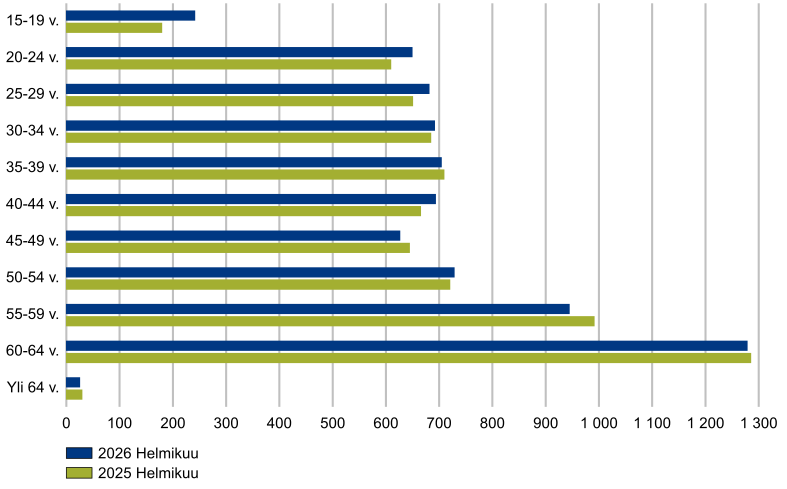 15-19 v.
20-24 v.
25-29 v.
30-34 v.
35-39 v.
40-44 v.
45-49 v.
50-54 v.
55-59 v.
60-64 v.
Yli 64 v.
0 100 200 300 400 500 600 700 800 900 1 000 1 100 1 200 1 300
2026 Helmikuu
2025 Helmikuu